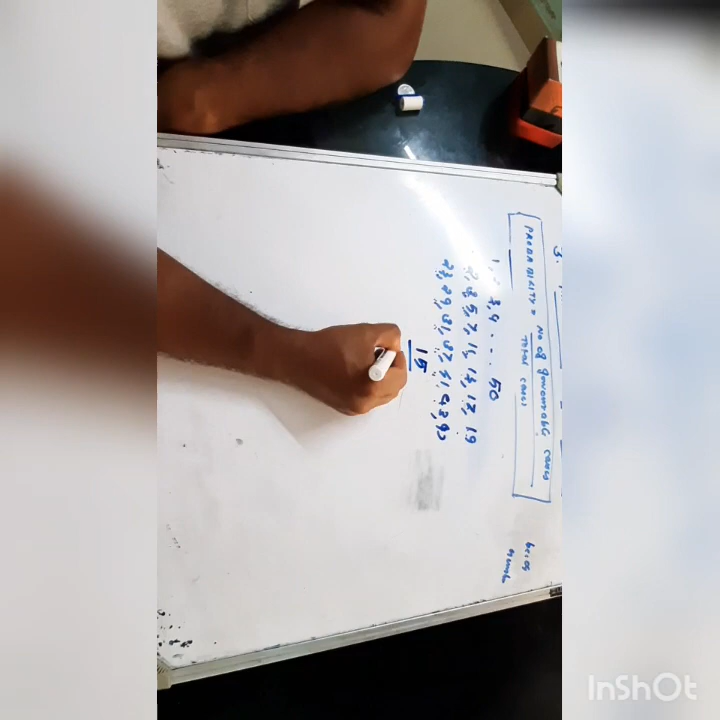 3.
PROBABILITY = No of favourable cases
Total cases
1, 2, 3, 4 . - - . 50
2, 3, 5, 7, 11, 13, 17, 19
23, 29, 31, 37, 41, 43, 47
15
InShOt